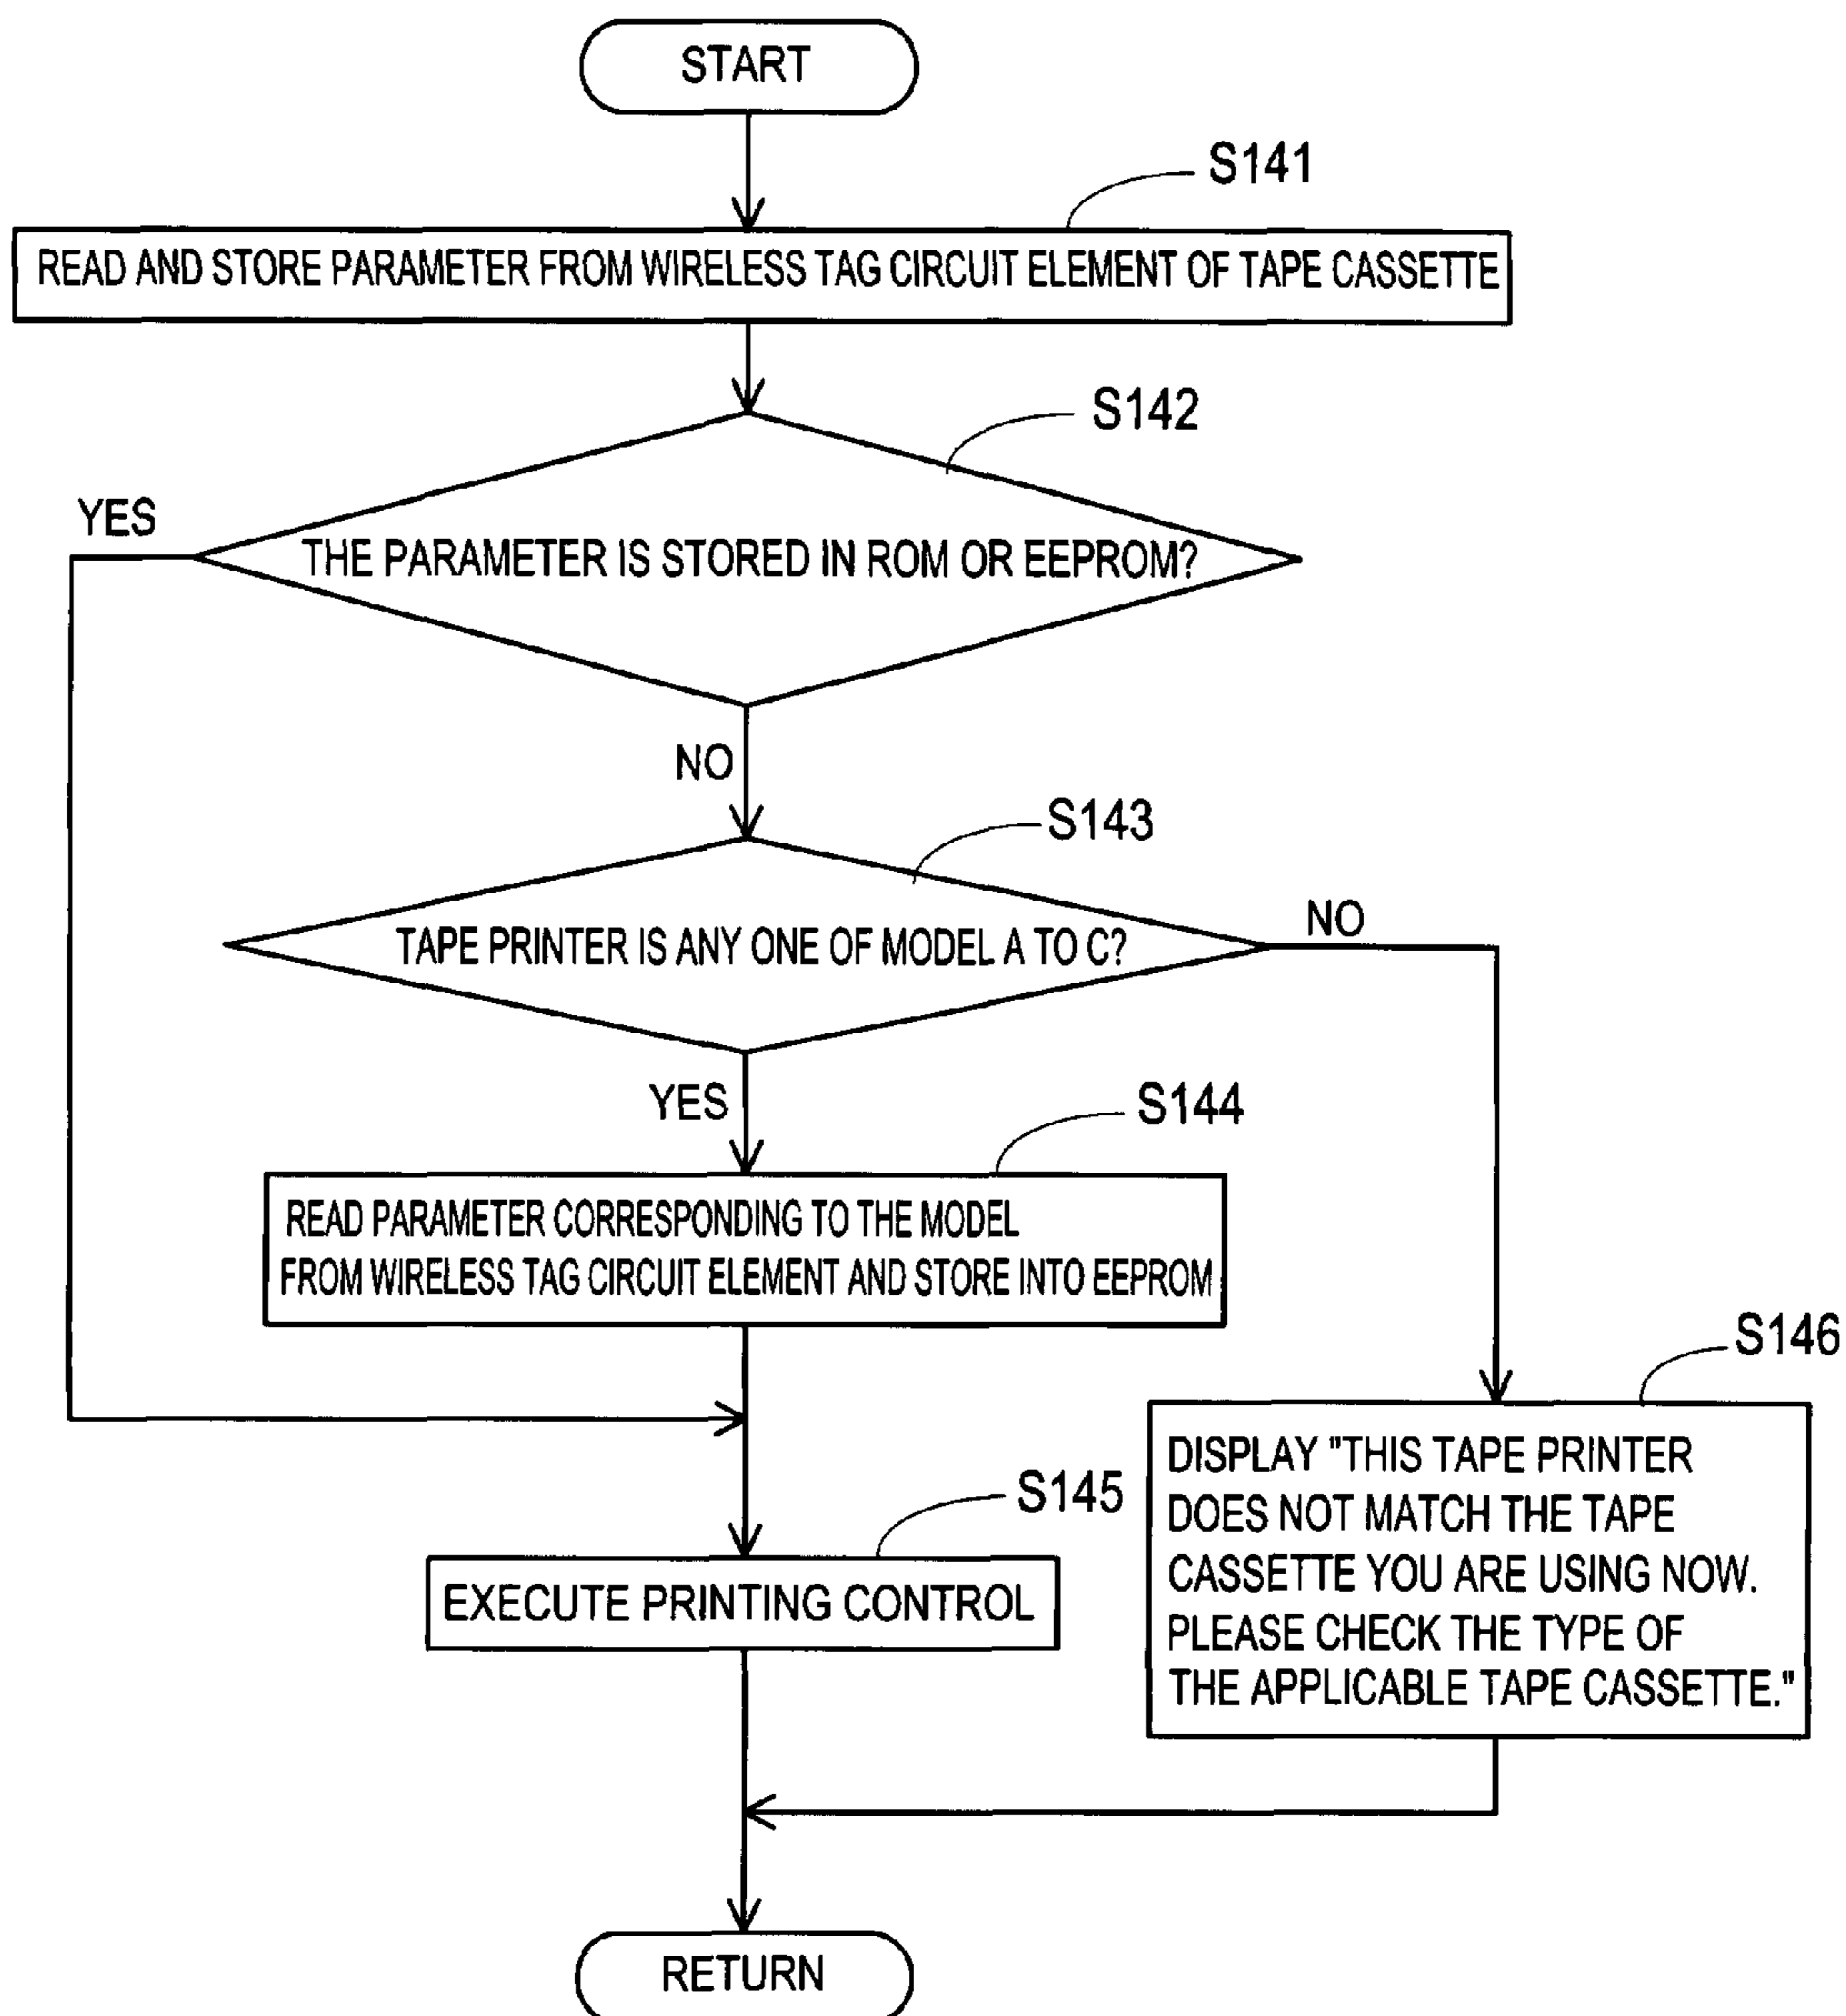 START
S141
READ AND STORE PARAMETER FROM WIRELESS TAG CIRCUIT ELEMENT OF TAPE CASSETTE
S142
YES
THE PARAMETER IS STORED IN ROM OR EEPROM?
NO
S143
TAPE PRINTER IS ANY ONE OF MODEL A TO C?
NO
YES
S144
READ PARAMETER CORRESPONDING TO THE MODEL
FROM WIRELESS TAG CIRCUIT ELEMENT AND STORE INTO EEPROM
S146
DISPLAY "THIS TAPE PRINTER
DOES NOT MATCH THE TAPE
CASSETTE YOU ARE USING NOW.
PLEASE CHECK THE TYPE OF
THE APPLICABLE TAPE CASSETTE."
S145
EXECUTE PRINTING CONTROL
RETURN